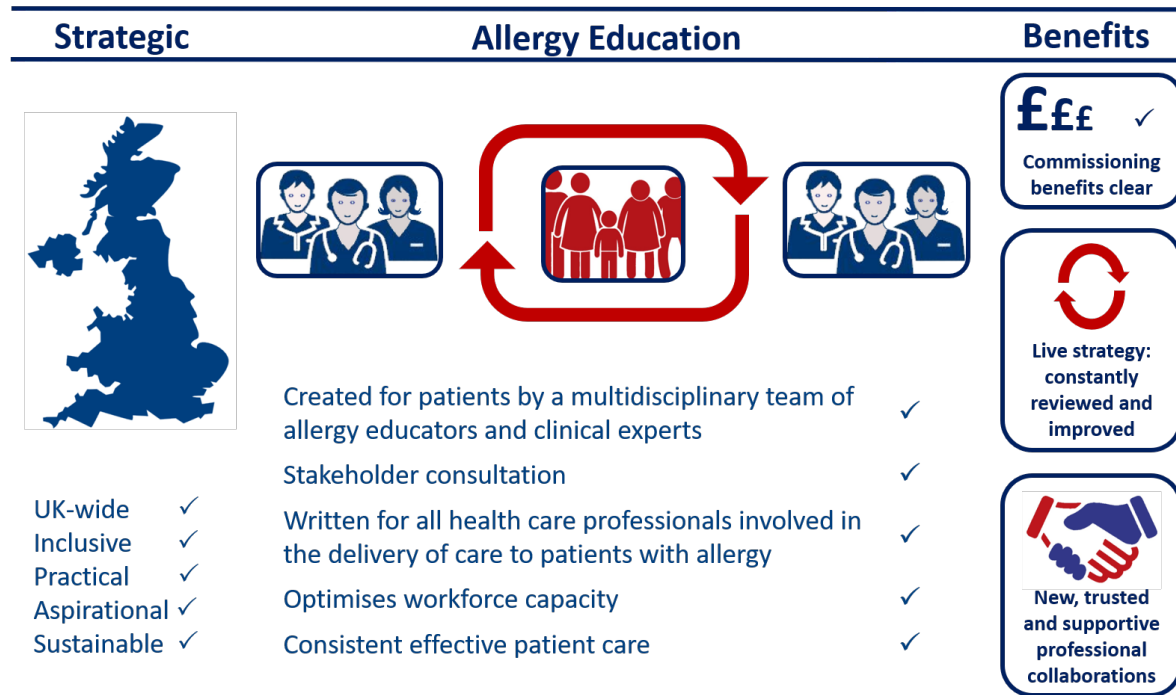 Strategic
Allergy Education
Benefits
UK-wide ✓
Inclusive ✓
Practical ✓
Aspirational ✓
Sustainable ✓
Created for patients by a multidisciplinary team of
allergy educators and clinical experts ✓
Stakeholder consultation ✓
Written for all health care professionals involved in
the delivery of care to patients with allergy ✓
Optimises workforce capacity ✓
Consistent effective patient care ✓
£££ ✓
Commissioning
benefits clear
Live strategy:
constantly
reviewed and
improved
New, trusted
and supportive
professional
collaborations